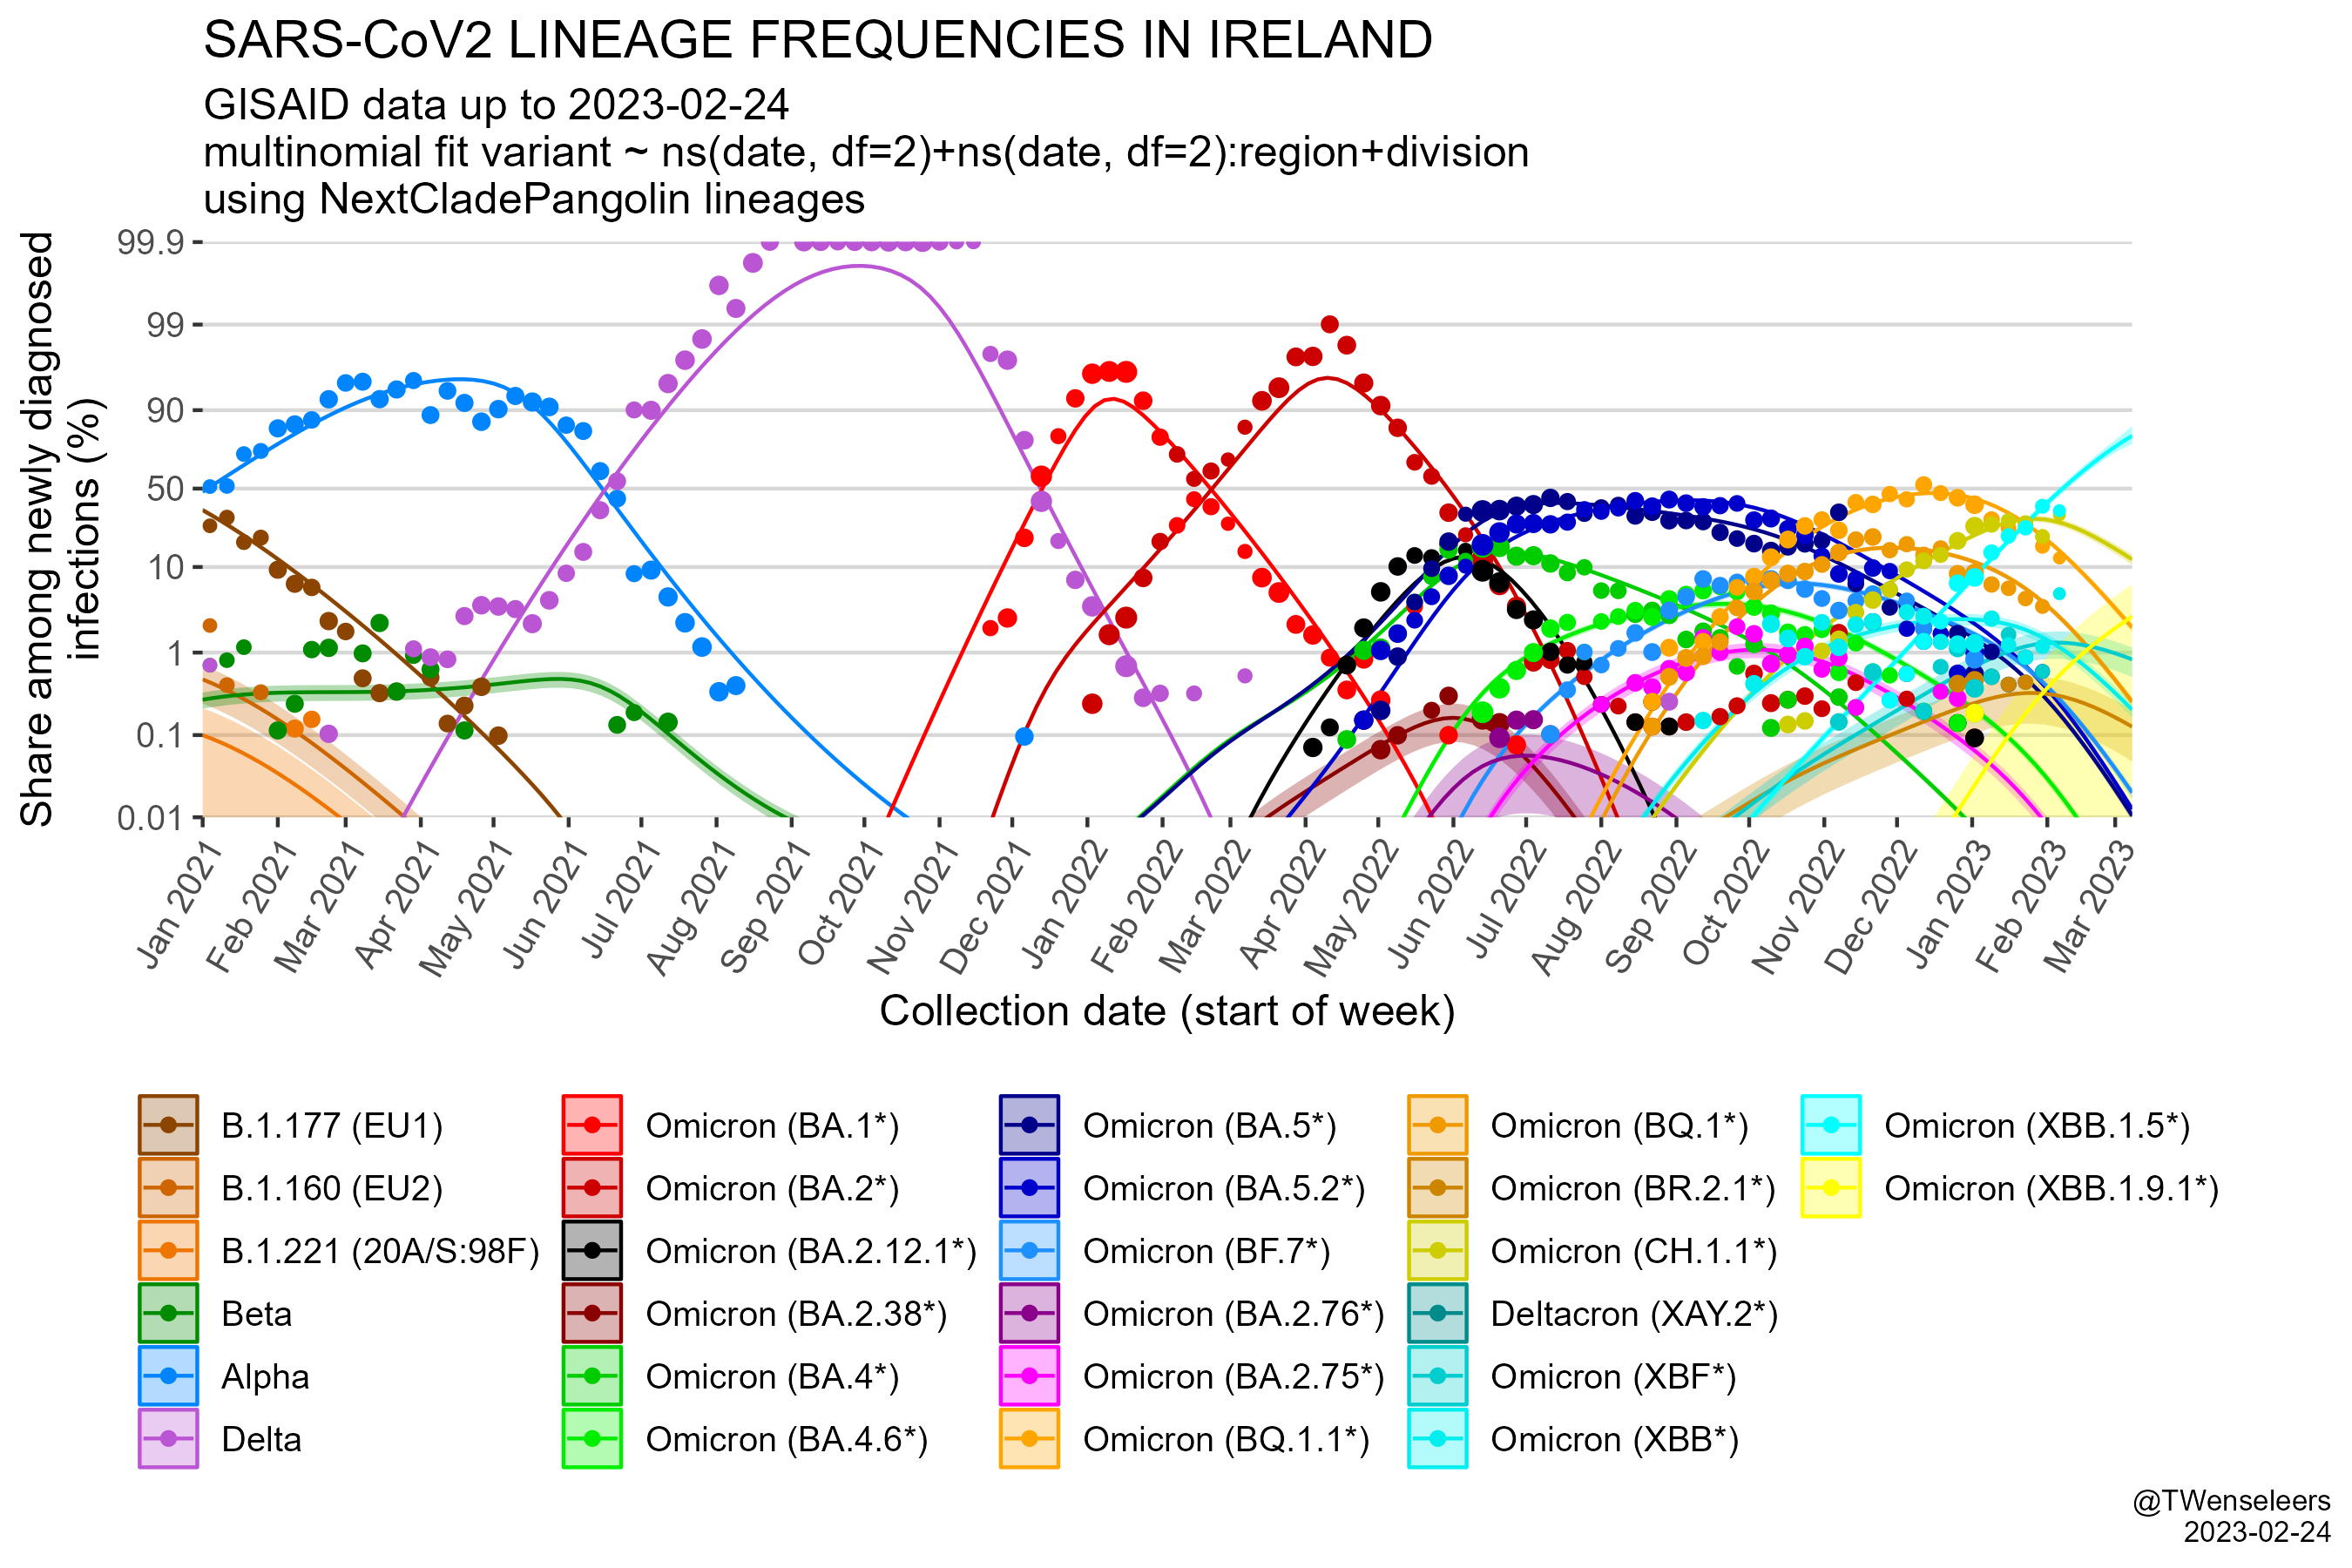 SARS-CoV2 LINEAGE FREQUENCIES IN IRELAND
GISAID data up to 2023-02-24
multinomial fit variant ~ ns(date, df=2)+ns(date, df=2):region+division
using NextCladePangolin lineages
Share among newly diagnosed
infections (%)
99.9
99
90
50
10
1
0.1
0.01
Jan 2021
Feb 2021
Mar 2021
Apr 2021
May 2021
Jun 2021
Jul 2021
Aug 2021
Sep 2021
Oct 2021
Nov 2021
Dec 2021
Jan 2022
Feb 2022
Mar 2022
Apr 2022
May 2022
Jun 2022
Jul 2022
Aug 2022
Sep 2022
Oct 2022
Nov 2022
Dec 2022
Jan 2023
Feb 2023
Mar 2023
Collection date (start of week)
B.1.177 (EU1)
B.1.160 (EU2)
B.1.221 (20A/S:98F)
Beta
Alpha
Delta
Omicron (BA.1*)
Omicron (BA.2*)
Omicron (BA.2.12.1*)
Omicron (BA.2.38*)
Omicron (BA.4*)
Omicron (BA.4.6*)
Omicron (BA.5*)
Omicron (BA.5.2*)
Omicron (BF.7*)
Omicron (BA.2.76*)
Omicron (BA.2.75*)
Omicron (BQ.1.1*)
Omicron (BQ.1*)
Omicron (BR.2.1*)
Omicron (CH.1.1*)
Deltacron (XAY.2*)
Omicron (XBF*)
Omicron (XBB*)
Omicron (XBB.1.5*)
Omicron (XBB.1.9.1*)
@TWenseleers
2023-02-24